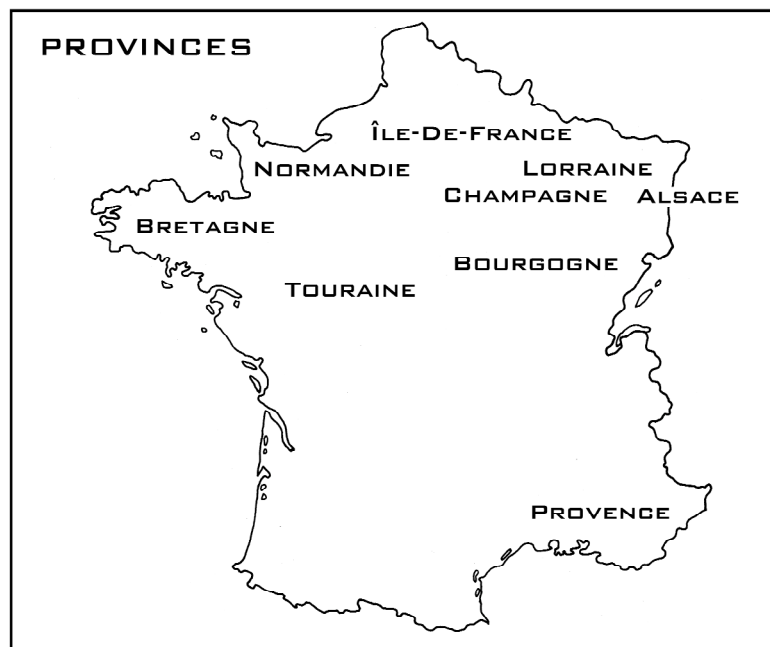 PROVINCES
ÎLE-DE-FRANCE
NORMANDIE
LORRAINE
CHAMPAGNE
ALSACE
BRETAGNE
BOURGOGNE
TOURAINE
PROVENCE